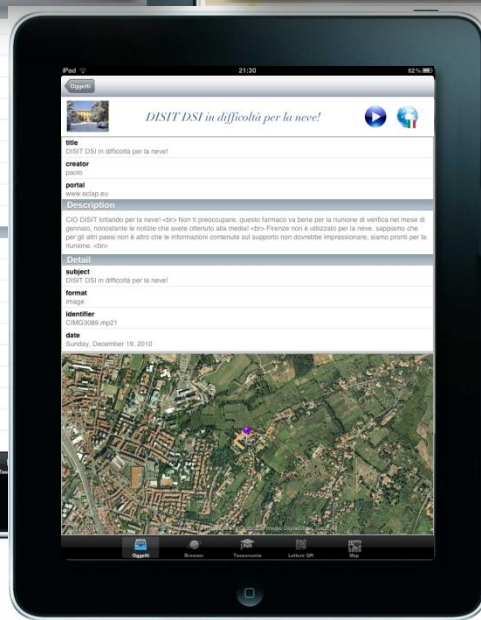 iPad 21:30 82%
Oggetti
DISIT DSI in difficoltà per la neve!
title
DISIT DSI in difficoltà per la neve!
creator
paolo
portal
www.eclap.eu
Description
CIO DISIT lottando per la neve! <br> Non ti preoccupare, questo farmaco va bene per la riunione di verifica nel mese di
gennaio, nonostante le notizie che avete ottenuto alla media! <br> Firenze non è utilizzato per la neve, sappiamo che
per gli altri paesi non è altro che le informazioni contenute sul supporto non dovrebbe impressionare, siamo pronti per la
riunione. <br>
Detail
subject
DISIT DSI in difficoltà per la neve!
format
image
identifier
CIMG3089.mp21
date
Sunday, December 19, 2010
Oggetti Browser Tassonomia Lettore QR Map